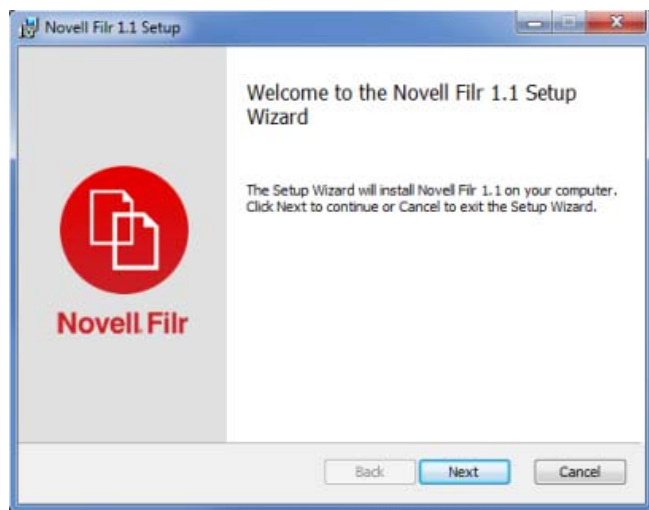 Novell Filr 1.1 Setup
Welcome to the Novell Filr 1.1 Setup
Wizard
The Setup Wizard will install Novell Filr 1.1 on your computer.
Click Next to continue or Cancel to exit the Setup Wizard.
Novell Filr
Back Next Cancel